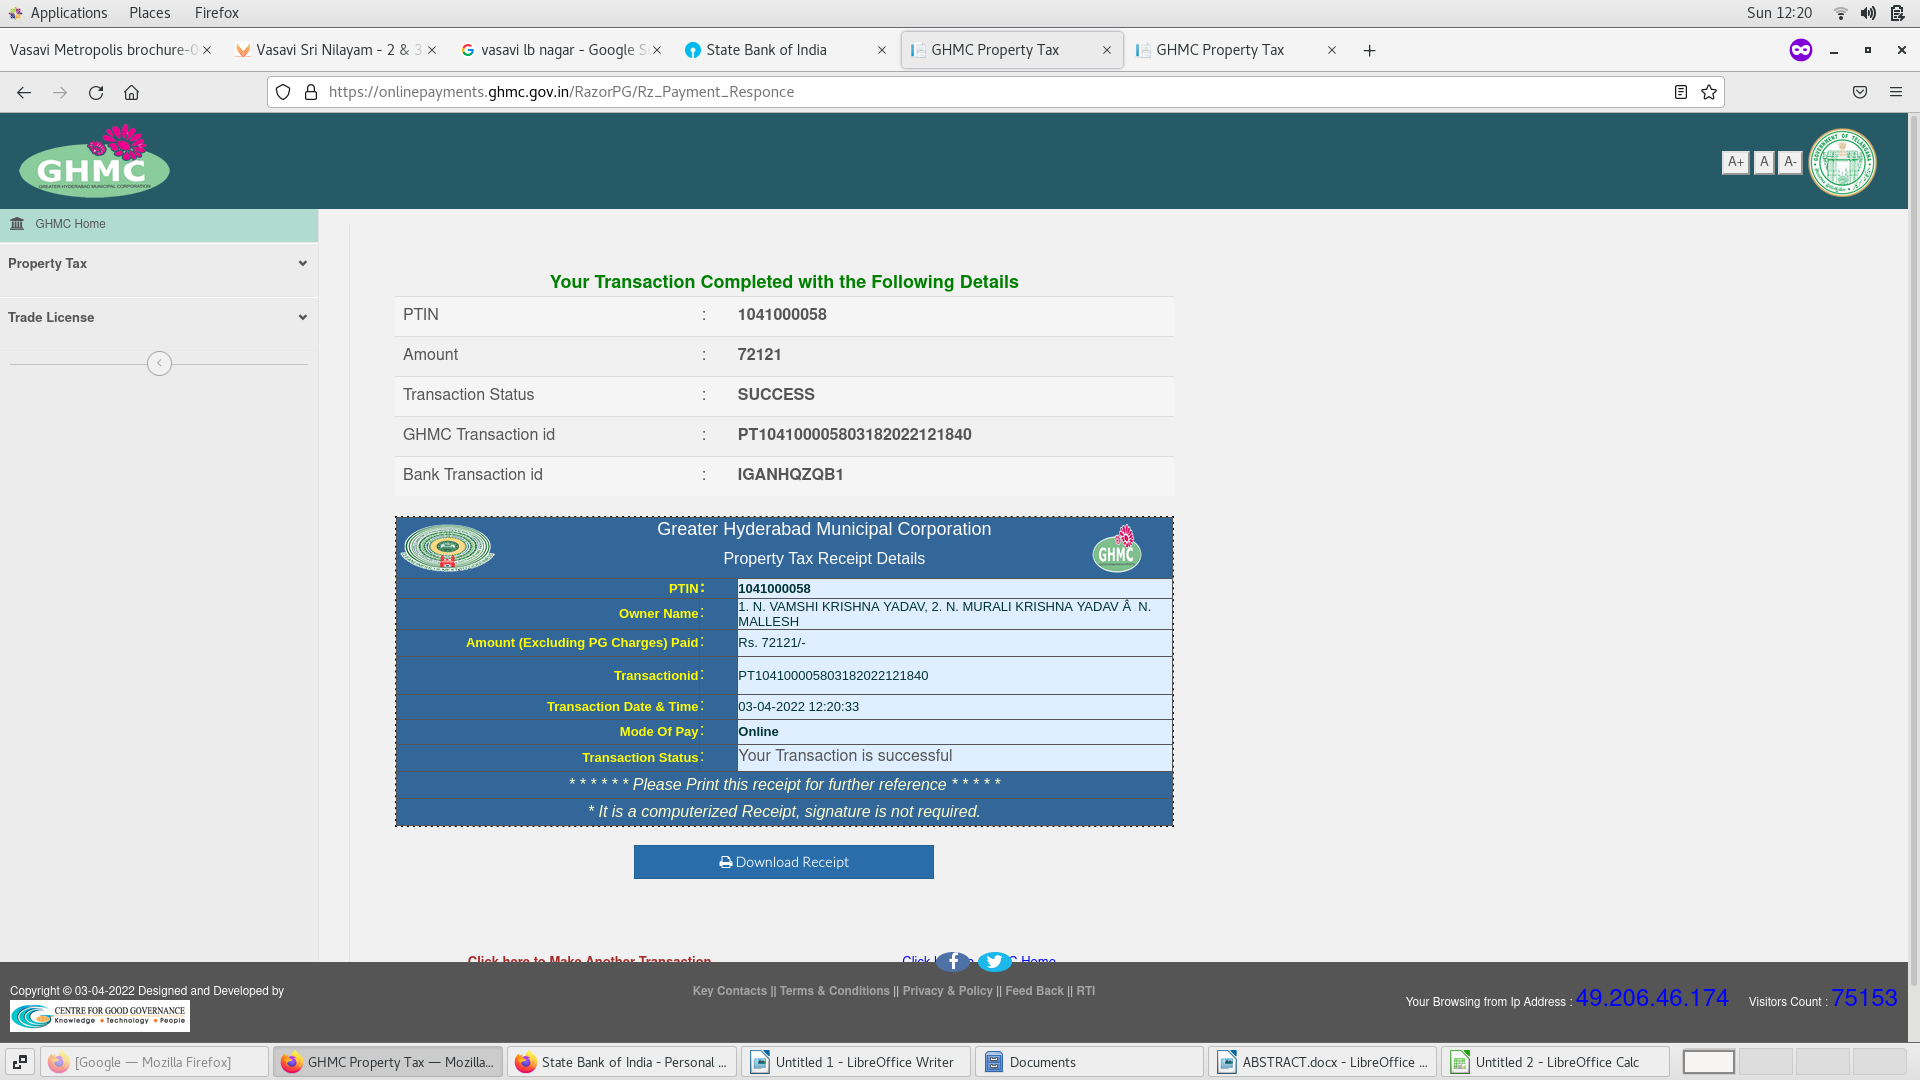 Applications Places Firefox Sun 12:20
Vasavi Metropolis brochure-0 Vasavi Sri Nilayam - 2 & 3 vasavi lb nagar - Google S State Bank of India GHMC Property Tax GHMC Property Tax
https://onlinepayments.ghmc.gov.in/RazorPG/Rz_Payment_Responce
GHMC
GREATER HYDERABAD MUNICIPAL CORPORATION
A+ A A-
GHMC Home
Property Tax
Trade License
Your Transaction Completed with the Following Details
PTIN : 1041000058
Amount : 72121
Transaction Status : SUCCESS
GHMC Transaction id : PT104100005803182022121840
Bank Transaction id : IGANHQZQB1
Greater Hyderabad Municipal Corporation
Property Tax Receipt Details
GHMC
PTIN : 1041000058
Owner Name : 1. N. VAMSHI KRISHNA YADAV, 2. N. MURALI KRISHNA YADAV Â N.
MALLESH
Amount (Excluding PG Charges) Paid : Rs. 72121/-
Transactionid : PT104100005803182022121840
Transaction Date & Time : 03-04-2022 12:20:33
Mode Of Pay : Online
Transaction Status : Your Transaction is successful
* * * * * * Please Print this receipt for further reference * * * * *
* It is a computerized Receipt, signature is not required.
Download Receipt
Click here to Make Another Transaction Click Home
Copyright © 03-04-2022 Designed and Developed by
CENTRE FOR GOOD GOVERNANCE
Knowledge • Technology • People
Key Contacts || Terms & Conditions || Privacy & Policy || Feed Back || RTI
Your Browsing from Ip Address : 49.206.46.174 Visitors Count : 75153
[Google — Mozilla Firefox] GHMC Property Tax — Mozilla... State Bank of India - Personal ... Untitled 1 - LibreOffice Writer Documents ABSTRACT.docx - LibreOffice ... Untitled 2 - LibreOffice Calc